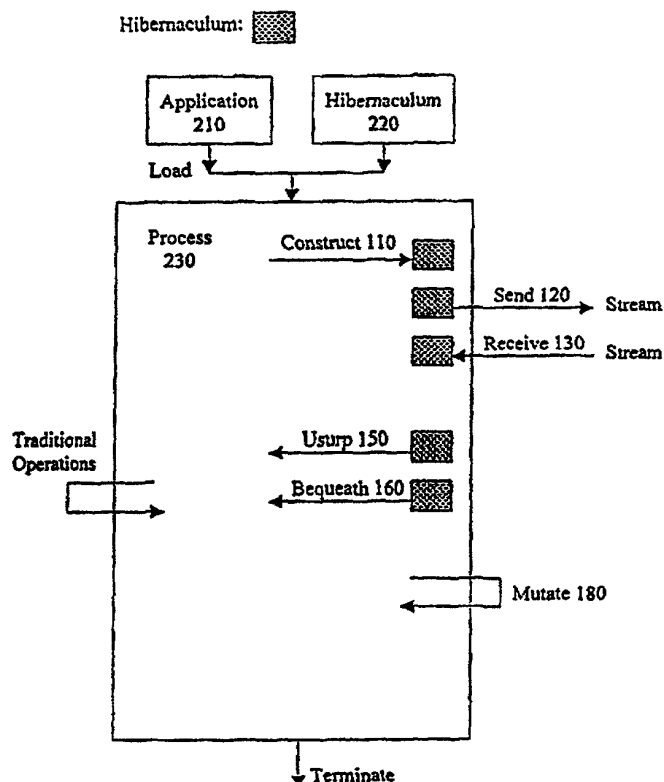 Hibernaculum:
Application
210
Hibernaculum
220
Load
Process
230
Construct 110
Send 120
Stream
Receive 130
Stream
Traditional
Operations
Usurp 150
Bequeath 160
Mutate 180
Terminate